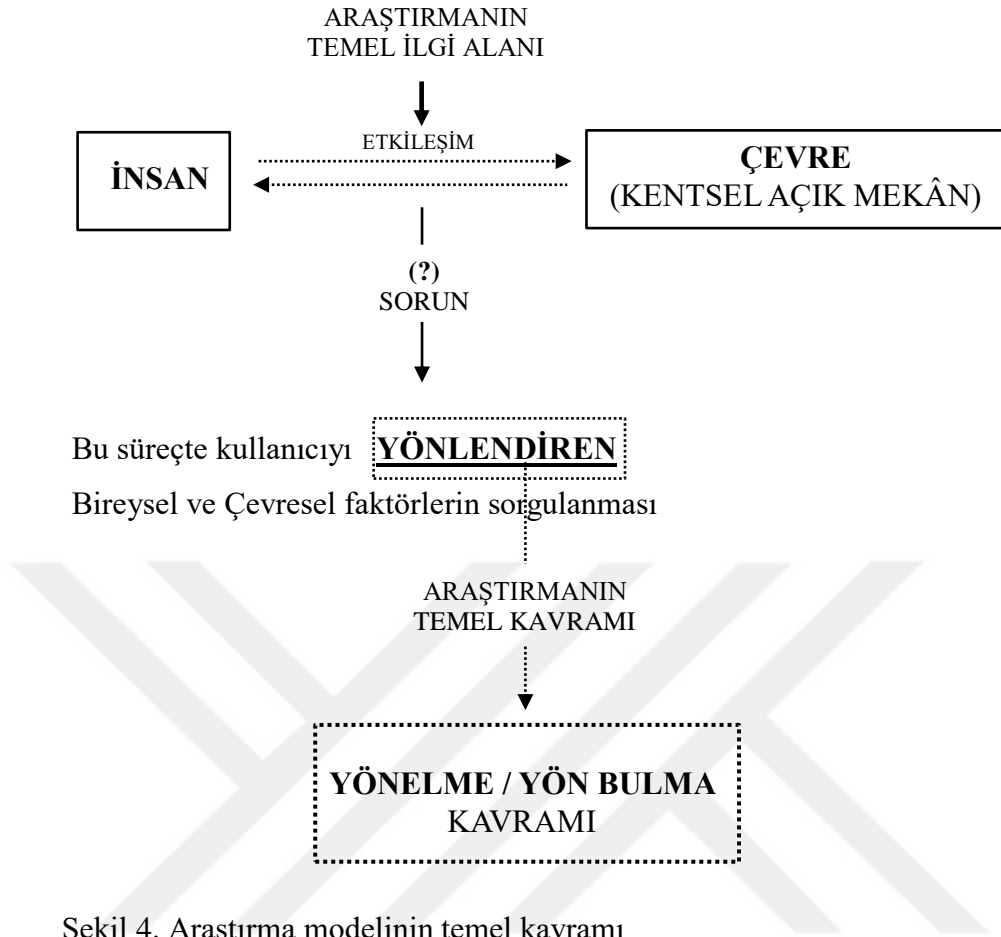 ARAŞTIRMANIN
TEMEL İLGİ ALANI
ETKİLEŞİM
İNSAN
ÇEVRE
(KENTSEL AÇIK MEKÂN)
(?)
SORUN
Bu süreçte kullanıcıyı YÖNLENDİREN
Bireysel ve Çevresel faktörlerin sorgulanması
ARAŞTIRMANIN
TEMEL KAVRAMI
YÖNELME / YÖN BULMA
KAVRAMI
Şekil 4. Araştırma modelinin temel kavramı